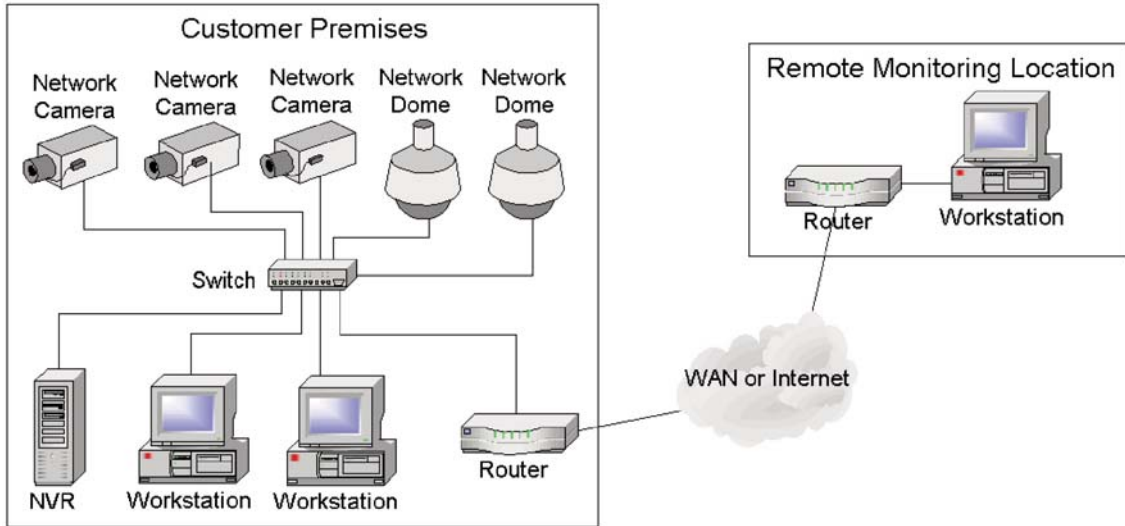 Customer Premises
Network
Camera
Network
Camera
Network
Camera
Network
Dome
Network
Dome
Switch
NVR
Workstation
Workstation
Router
WAN or Internet
Remote Monitoring Location
Router
Workstation